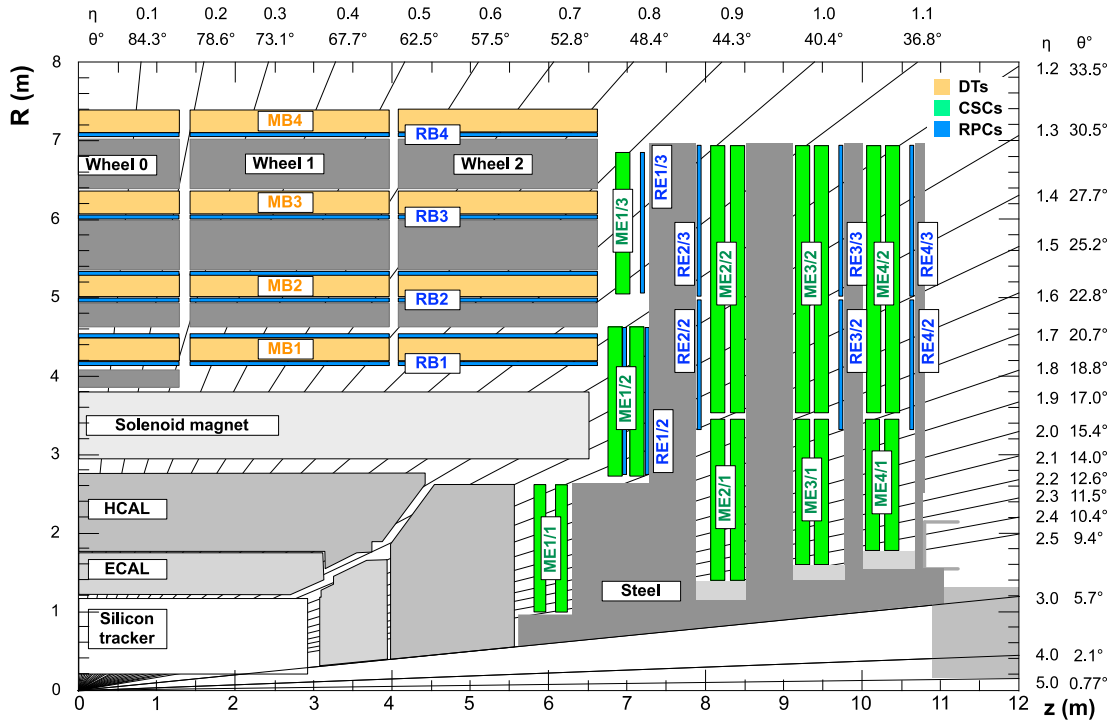 η 0.1 0.2 0.3 0.4 0.5 0.6 0.7 0.8 0.9 1.0 1.1
θ° 84.3° 78.6° 73.1° 67.7° 62.5° 57.5° 52.8° 48.4° 44.3° 40.4° 36.8° η θ°
R (m)
8
7
6
5
4
3
2
1
0
1.2 33.5°
1.3 30.5°
1.4 27.7°
1.5 25.2°
1.6 22.8°
1.7 20.7°
1.8 18.8°
1.9 17.0°
2.0 15.4°
2.1 14.0°
2.2 12.6°
2.3 11.5°
2.4 10.4°
2.5 9.4°
3.0 5.7°
4.0 2.1°
5.0 0.77°
DTs
CSCs
RPCs
MB4
RB4
Wheel 0
Wheel 1
Wheel 2
MB3
RB3
MB2
RB2
MB1
RB1
Solenoid magnet
HCAL
ECAL
Silicon
tracker
Steel
ME1/3
RE1/3
ME1/2
RE1/2
ME1/1
RE2/3
RE2/2
ME2/2
ME2/1
ME3/2
ME3/1
RE3/3
RE3/2
ME4/2
ME4/1
RE4/3
RE4/2
0 1 2 3 4 5 6 7 8 9 10 11 12
z (m)